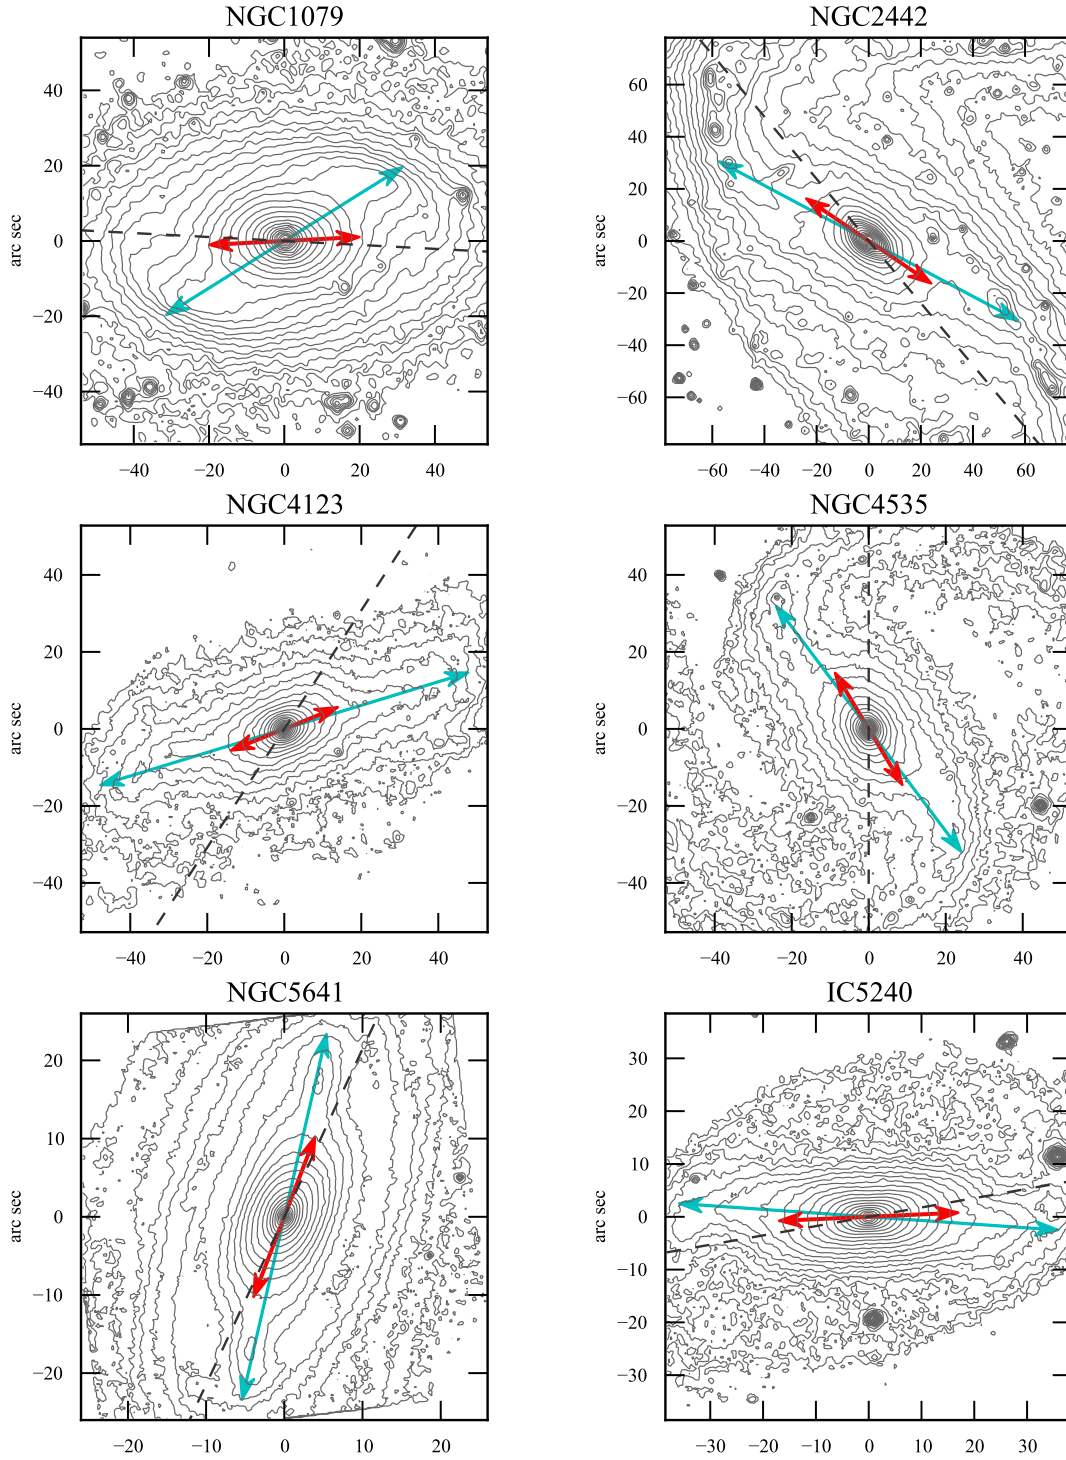 NGC1079 NGC2442
arc sec 40 20 0 −20 −40
−40 −20 0 20 40
arc sec 60 40 20 0 −20 −40 −60
−60 −40 −20 0 20 40 60
NGC4123 NGC4535
arc sec 40 20 0 −20 −40
−40 −20 0 20 40
arc sec 40 20 0 −20 −40
−40 −20 0 20 40
NGC5641 IC5240
arc sec 20 10 0 −10 −20
−20 −10 0 10 20
arc sec 30 20 10 0 −10 −20 −30
−30 −20 −10 0 10 20 30